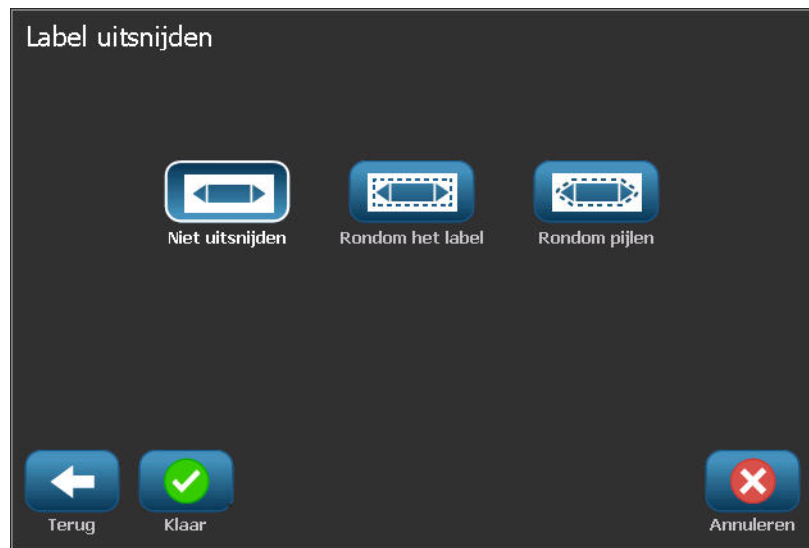 Label uitsnijden
Niet uitsnijden Rondom het label Rondom pijlen
Terug Klaar Annuleren